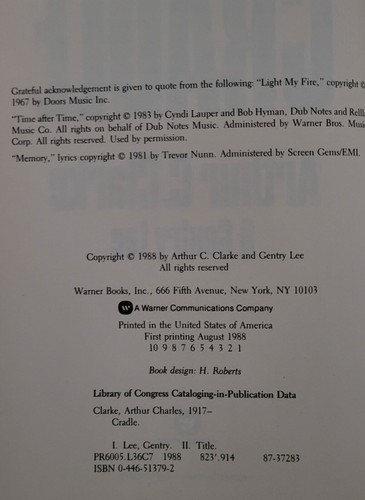 Grateful acknowledgement is given to quote from the following: "Light My Fire," copyright ©
1967 by Doors Music Inc.
"Time after Time," copyright © 1983 by Cyndi Lauper and Bob Hyman, Dub Notes and Rella
Music Co. All rights on behalf of Dub Notes Music. Administered by Warner Bros. Music
Corp. All rights reserved. Used by permission.
"Memory," lyrics copyright © 1981 by Trevor Nunn. Administered by Screen Gems/EMI.
Copyright © 1988 by Arthur C. Clarke and Gentry Lee
All rights reserved
Warner Books, Inc., 666 Fifth Avenue, New York, NY 10103
W A Warner Communications Company
Printed in the United States of America
First printing August 1988
10 9 8 7 6 5 4 3 2 1
Book design: H. Roberts
Library of Congress Cataloging-in-Publication Data
Clarke, Arthur Charles, 1917–
Cradle.
I. Lee, Gentry. II. Title.
PR6005.L36C7 1988 823'.914 87-37283
ISBN 0-446-51379-2